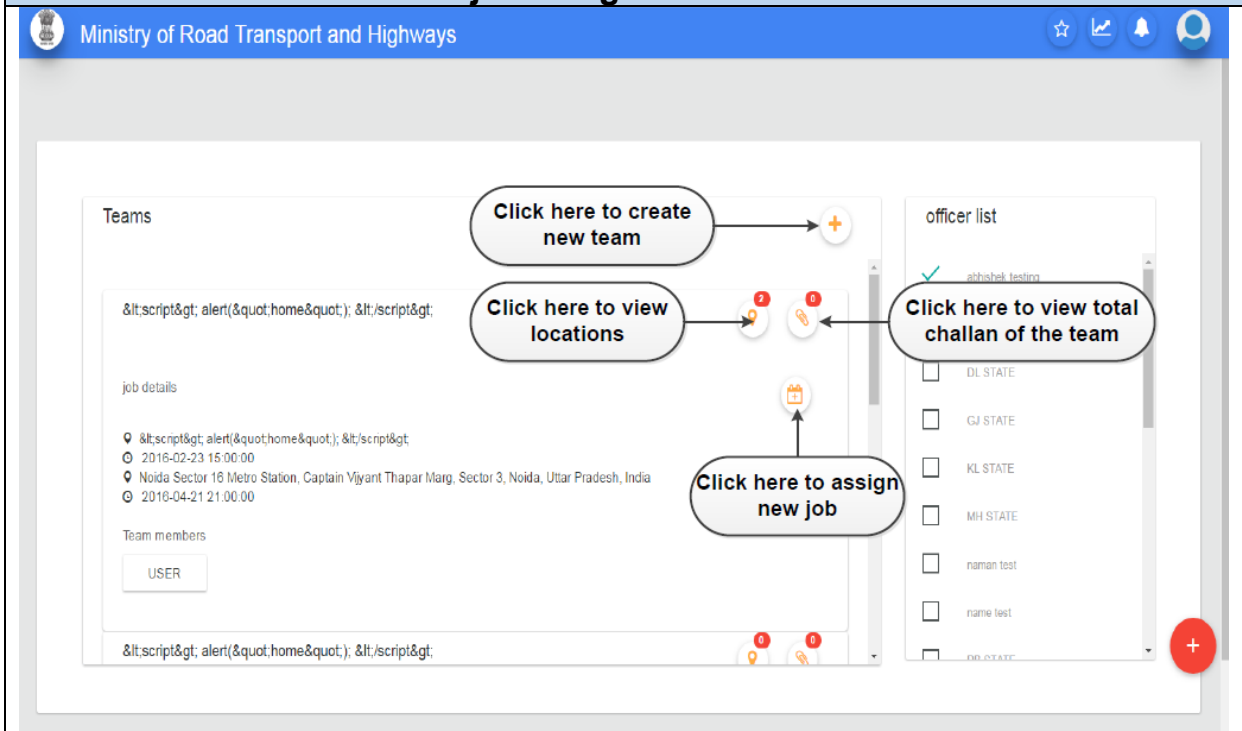 Ministry of Road Transport and Highways
Teams
Click here to create
new team
officer list
abhishek testing
&lt;script&gt; alert(&quot;home&quot;); &lt;/script&gt;
2
0
Click here to view
locations
Click here to view total
challan of the team
DL STATE
job details
GJ STATE
&lt;script&gt; alert(&quot;home&quot;); &lt;/script&gt;
2016-02-23 15:00:00
Noida Sector 16 Metro Station, Captain Vijyant Thapar Marg, Sector 3, Noida, Uttar Pradesh, India
2016-04-21 21:00:00
Click here to assign
new job
KL STATE
MH STATE
Team members
USER
naman test
name test
&lt;script&gt; alert(&quot;home&quot;); &lt;/script&gt;
0
0
STATE